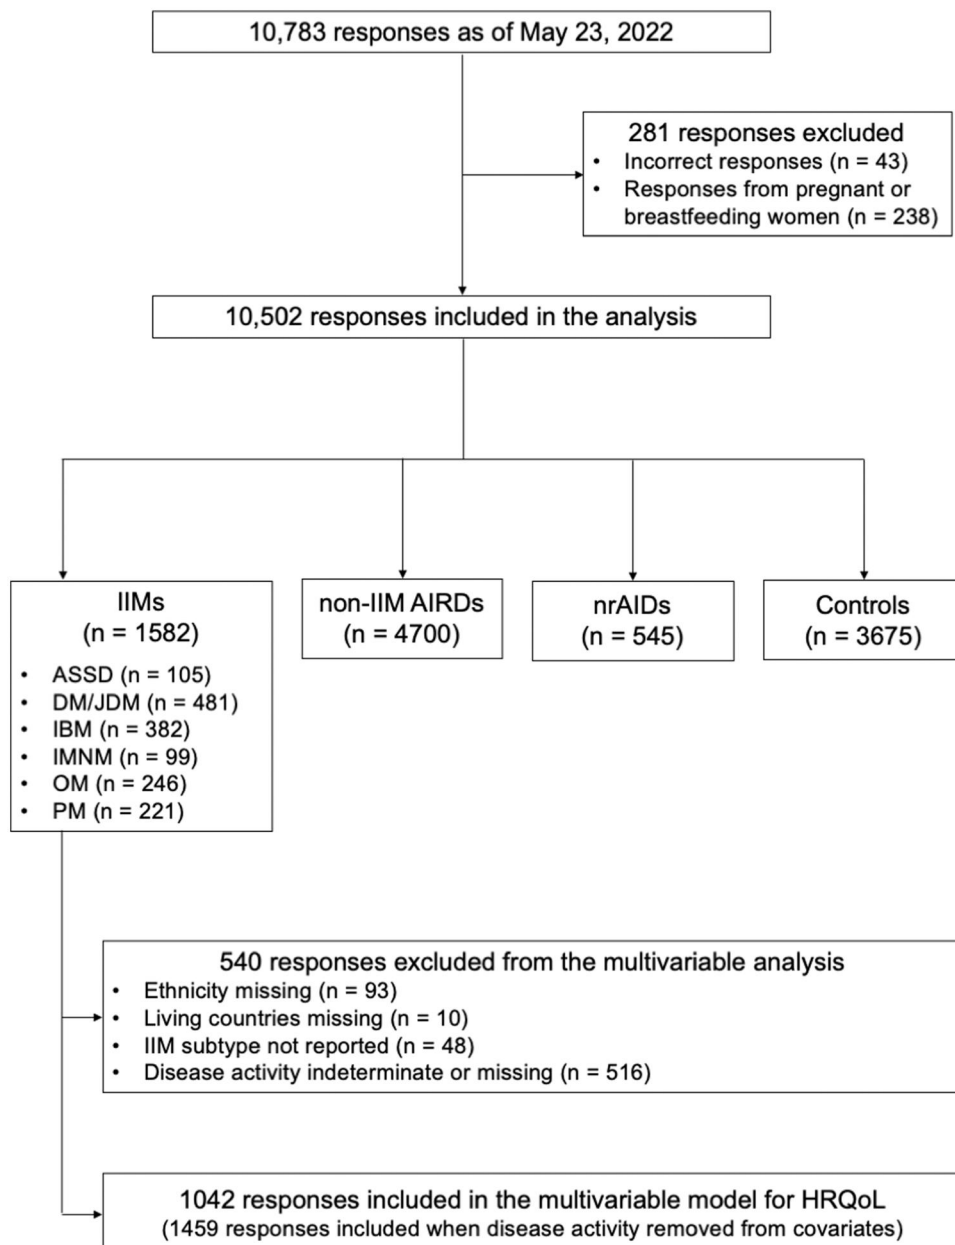 10,783 responses as of May 23, 2022
281 responses excluded
• Incorrect responses (n = 43)
• Responses from pregnant or
breastfeeding women (n = 238)
10,502 responses included in the analysis
IIMs
(n = 1582)
• ASSD (n = 105)
• DM/JDM (n = 481)
• IBM (n = 382)
• IMNM (n = 99)
• OM (n = 246)
• PM (n = 221)
non-IIM AIRDs
(n = 4700)
nrAIDs
(n = 545)
Controls
(n = 3675)
540 responses excluded from the multivariable analysis
• Ethnicity missing (n = 93)
• Living countries missing (n = 10)
• IIM subtype not reported (n = 48)
• Disease activity indeterminate or missing (n = 516)
1042 responses included in the multivariable model for HRQoL
(1459 responses included when disease activity removed from covariates)